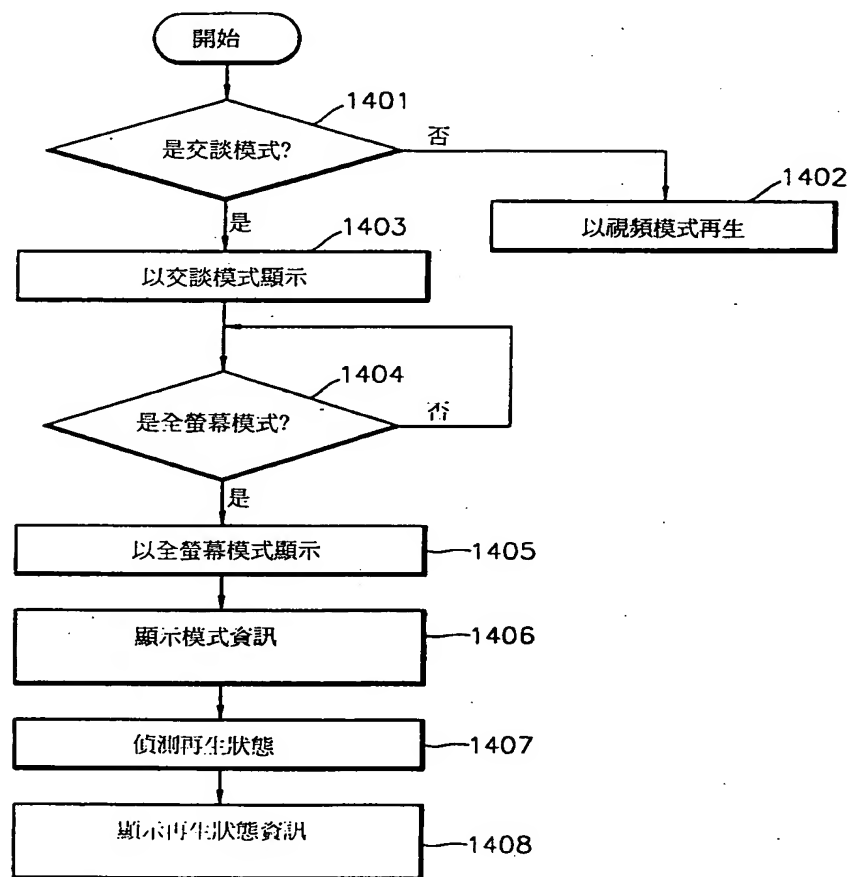 開始
1401
是交談模式?
否
1402
以視頻模式再生
是
1403
以交談模式顯示
1404
是全螢幕模式?
否
是
以全螢幕模式顯示
1405
顯示模式資訊
1406
偵測再生狀態
1407
顯示再生狀態資訊
1408